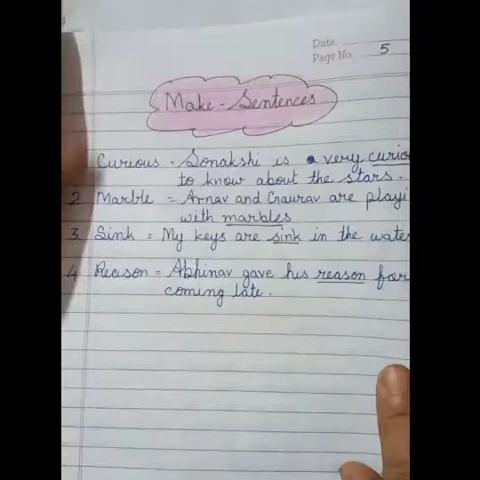 Date.
Page No. 5
Make-Sentences
Curious - Sonakshi is a very curio
to know about the stars.
2 Marble = Arnav and Gaurav are playi
with marbles.
3 Sink = My keys are sink in the water
4 Reason = Abhinav gave his reason for
coming late.